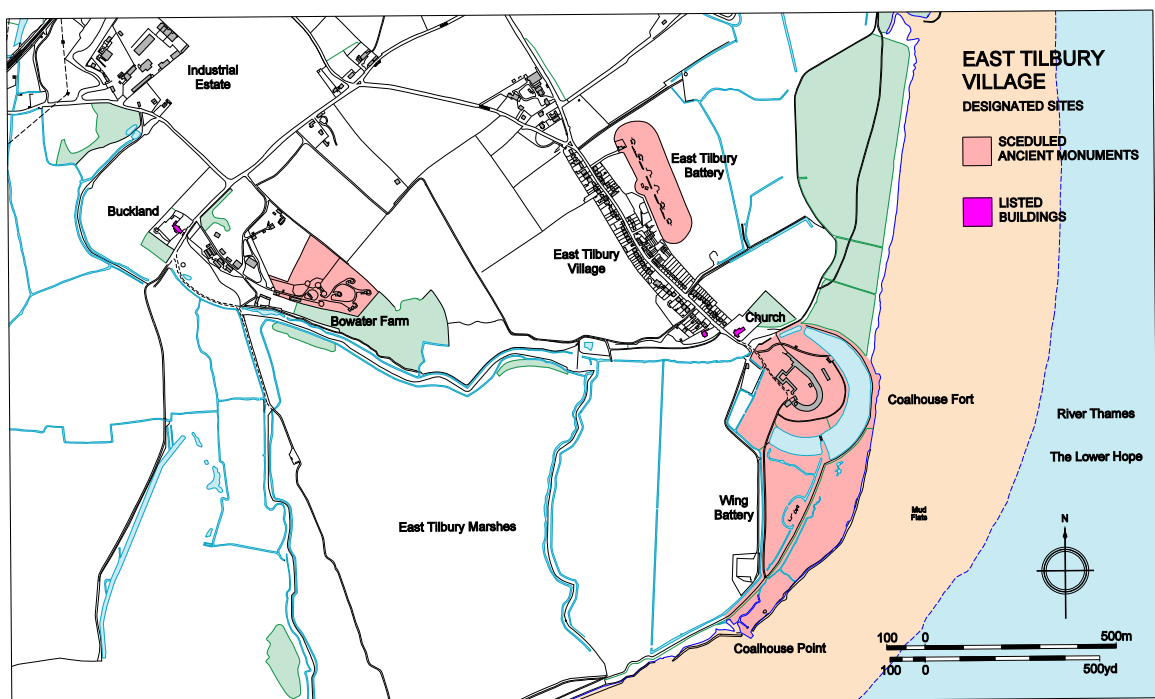 EAST TILBURY
VILLAGE
DESIGNATED SITES
SCEDULED
ANCIENT MONUMENTS
LISTED
BUILDINGS
Industrial
Estate
East Tilbury
Battery
Buckland
East Tilbury
Village
Bowater Farm
Church
Coalhouse Fort
River Thames
The Lower Hope
Wing
Battery
Mud
Flats
East Tilbury Marshes
N
Coalhouse Point
100 0 500m
100 0 500yd